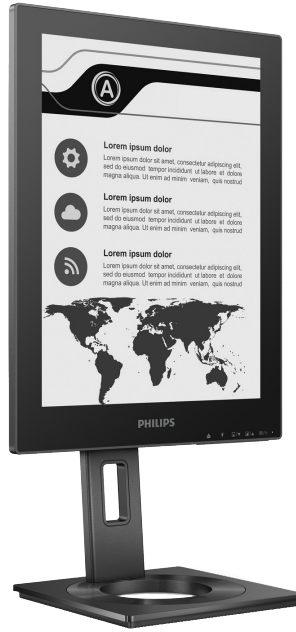 A
Lorem ipsum dolor
Lorem ipsum dolor sit amet, consectetur adipiscing elit,
sed do eiusmod tempor incididunt ut labore et dolore
magna aliqua. Ut enim ad minim veniam, quis nostrud
Lorem ipsum dolor
Lorem ipsum dolor sit amet, consectetur adipiscing elit,
sed do eiusmod tempor incididunt ut labore et dolore
magna aliqua. Ut enim ad minim veniam, quis nostrud
Lorem ipsum dolor
Lorem ipsum dolor sit amet, consectetur adipiscing elit,
sed do eiusmod tempor incididunt ut labore et dolore
magna aliqua. Ut enim ad minim veniam, quis nostrud
PHILIPS